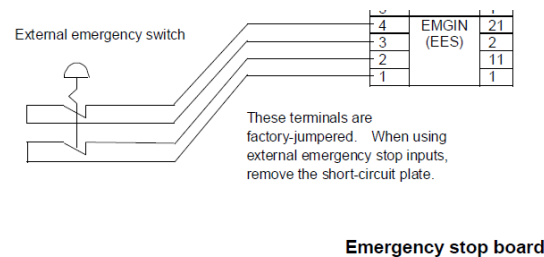 External emergency switch
4 EMGIN 21
3 (EES) 2
2 11
1 1
These terminals are
factory-jumpered. When using
external emergency stop inputs,
remove the short-circuit plate.
Emergency stop board